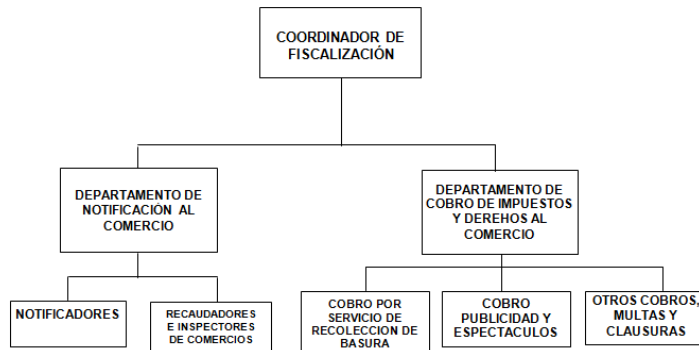 COORDINADOR DE
FISCALIZACIÓN
DEPARTAMENTO DE
NOTIFICACIÓN AL
COMERCIO
DEPARTAMENTO DE
COBRO DE IMPUESTOS
Y DEREHOS AL
COMERCIO
NOTIFICADORES
RECAUDADORES
E INSPECTORES
DE COMERCIOS
COBRO POR
SERVICIO DE
RECOLECCION DE
BASURA
COBRO
PUBLICIDAD Y
ESPECTACULOS
OTROS COBROS,
MULTAS Y
CLAUSURAS